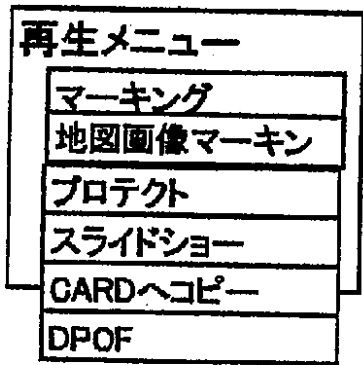 再生メニュー
マーキング
地図画像マーキン
プロテクト
スライドショー
CARDへコピー
DPOF